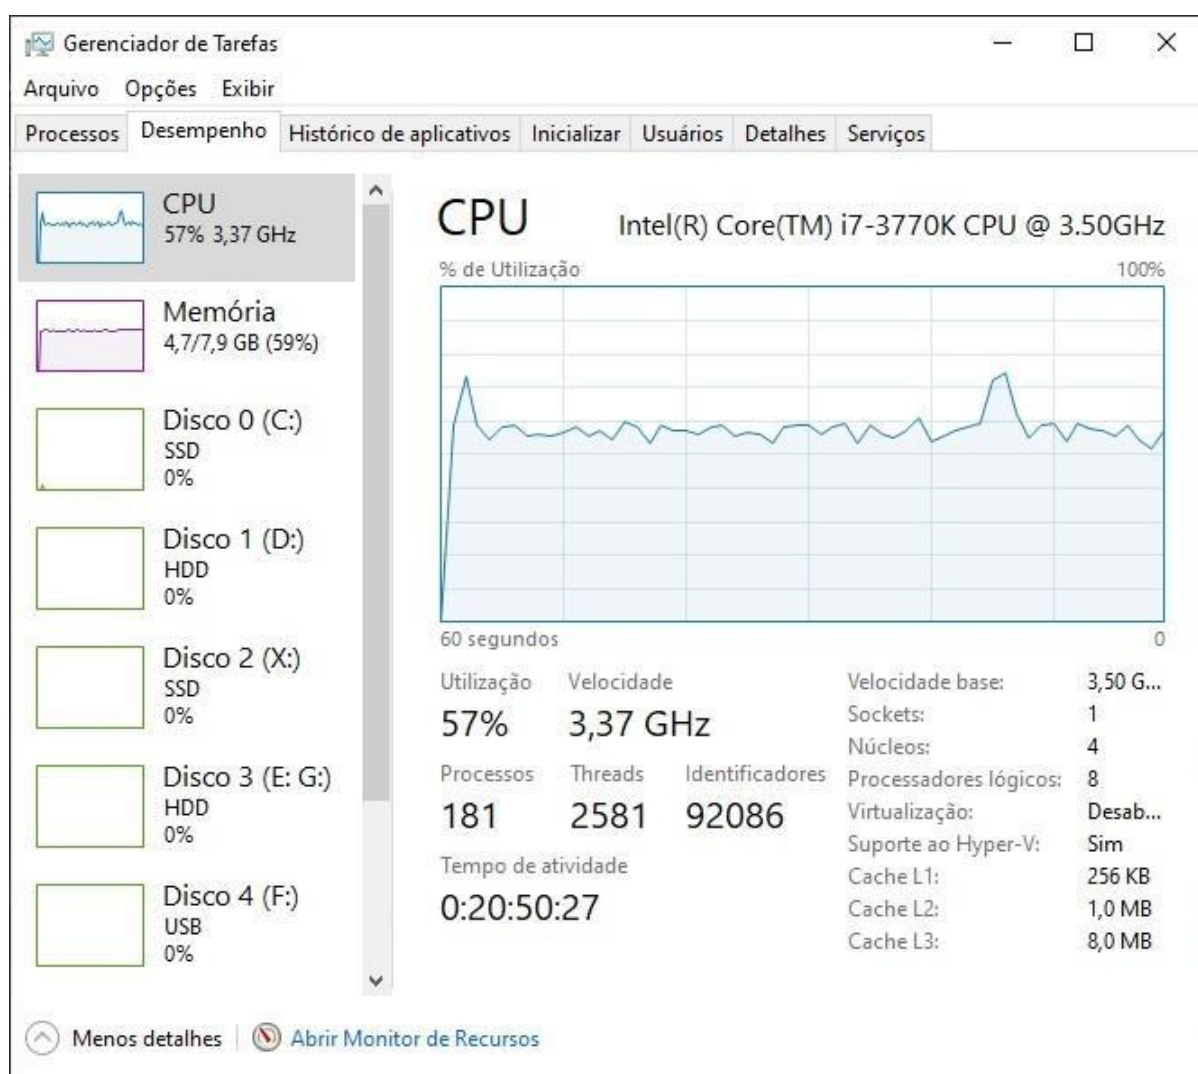 Gerenciador de Tarefas
Arquivo Opções Exibir
Processos Desempenho Histórico de aplicativos Inicializar Usuários Detalhes Serviços
CPU
57% 3,37 GHz
Memória
4,7/7,9 GB (59%)
Disco 0 (C:)
SSD
0%
Disco 1 (D:)
HDD
0%
Disco 2 (X:)
SSD
0%
Disco 3 (E: G:)
HDD
0%
Disco 4 (F:)
USB
0%
CPU Intel(R) Core(TM) i7-3770K CPU @ 3.50GHz
% de Utilização 100%
60 segundos 0
Utilização Velocidade
57% 3,37 GHz
Processos Threads Identificadores
181 2581 92086
Tempo de atividade
0:20:50:27
Velocidade base: 3,50 G...
Sockets: 1
Núcleos: 4
Processadores lógicos: 8
Virtualização: Desab...
Suporte ao Hyper-V: Sim
Cache L1: 256 KB
Cache L2: 1,0 MB
Cache L3: 8,0 MB
Menos detalhes Abrir Monitor de Recursos